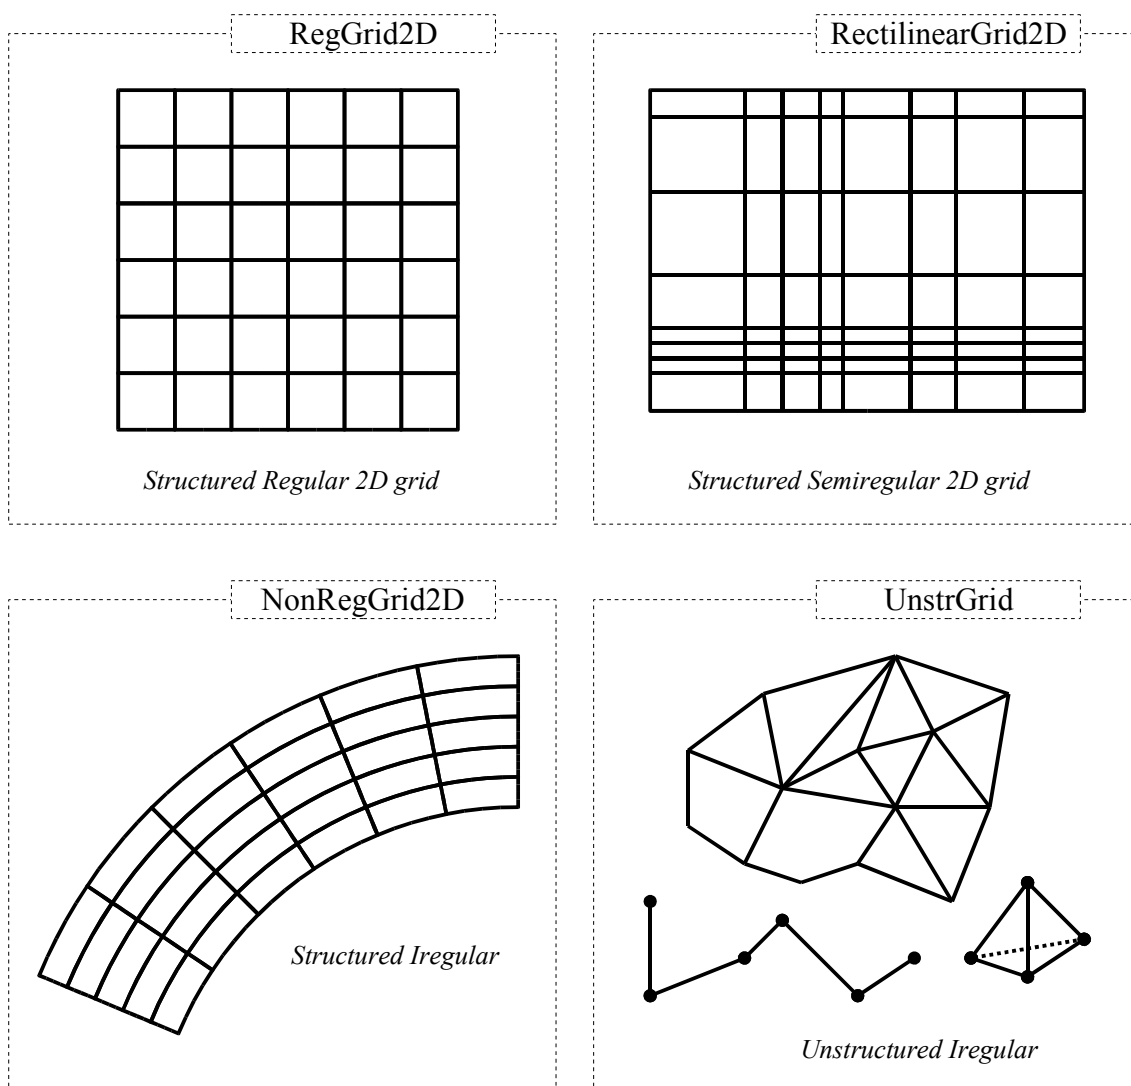 RegGrid2D
RectilinearGrid2D
Structured Regular 2D grid
Structured Semiregular 2D grid
NonRegGrid2D
UnstrGrid
Structured Iregular
Unstructured Iregular